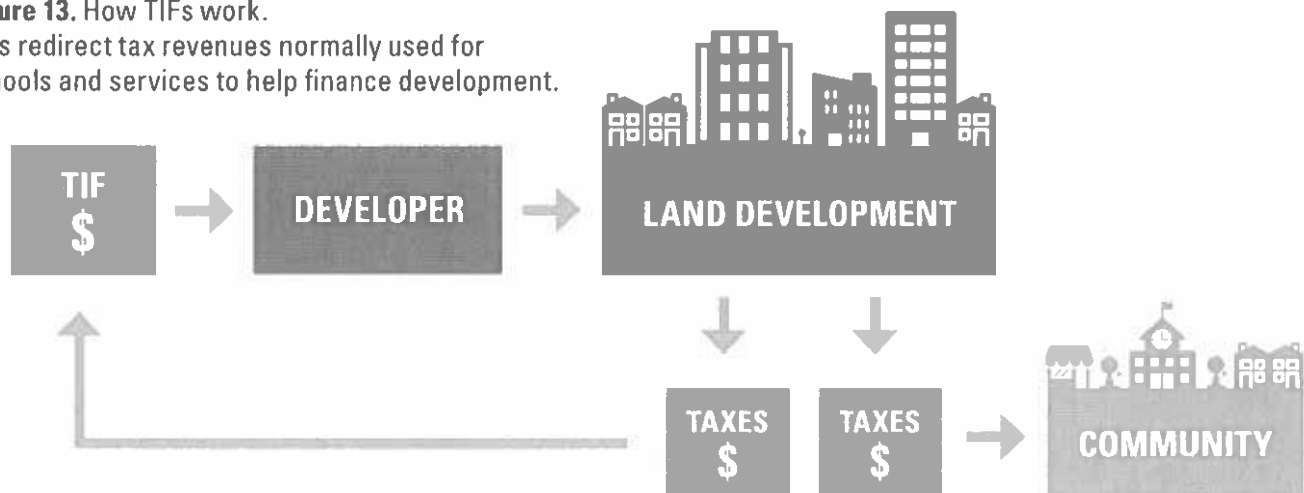 ure 13. How TIFs work.
s redirect tax revenues normally used for
hools and services to help finance development.
TIF
$
DEVELOPER
LAND DEVELOPMENT
TAXES
$
TAXES
$
COMMUNITY